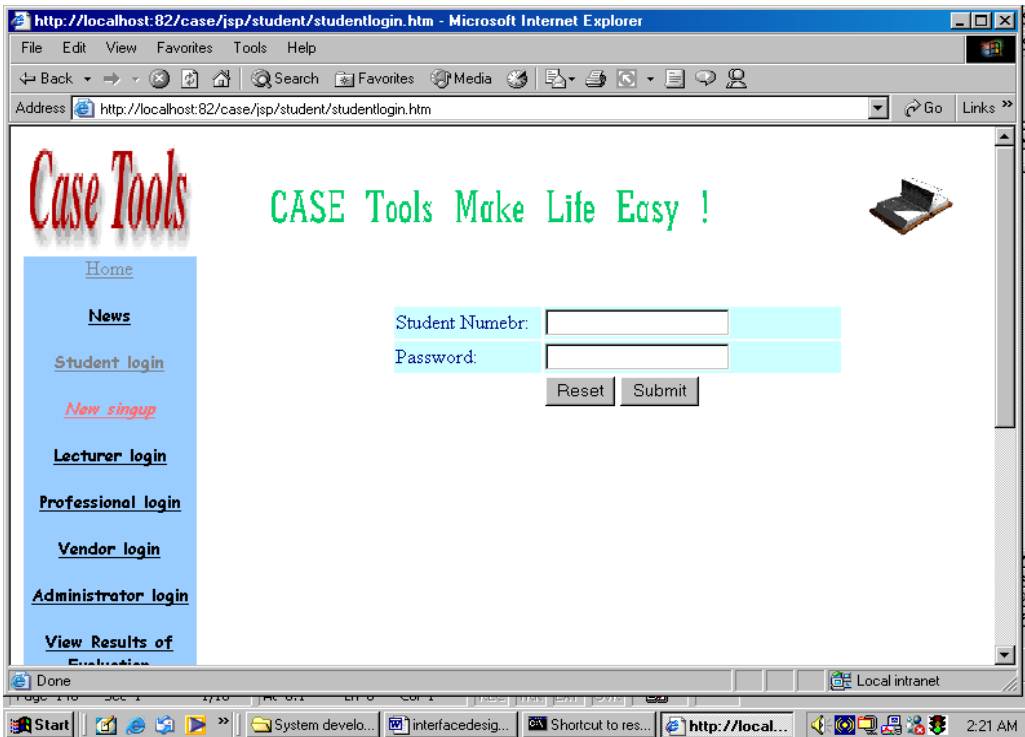 http://localhost:82/case/jsp/student/studentlogin.htm - Microsoft Internet Explorer
File Edit View Favorites Tools Help
Back Search Favorites Media
Address http://localhost:82/case/jsp/student/studentlogin.htm Go Links »
Case Tools
CASE Tools Make Life Easy !
Home
News
Student login
New singup
Lecturer login
Professional login
Vendor login
Administrator login
View Results of
Evaluation
Student Numebr:
Password:
Reset Submit
Done Local intranet
Start » System develo... interfacedesig... Shortcut to res... http://local... 2:21 AM